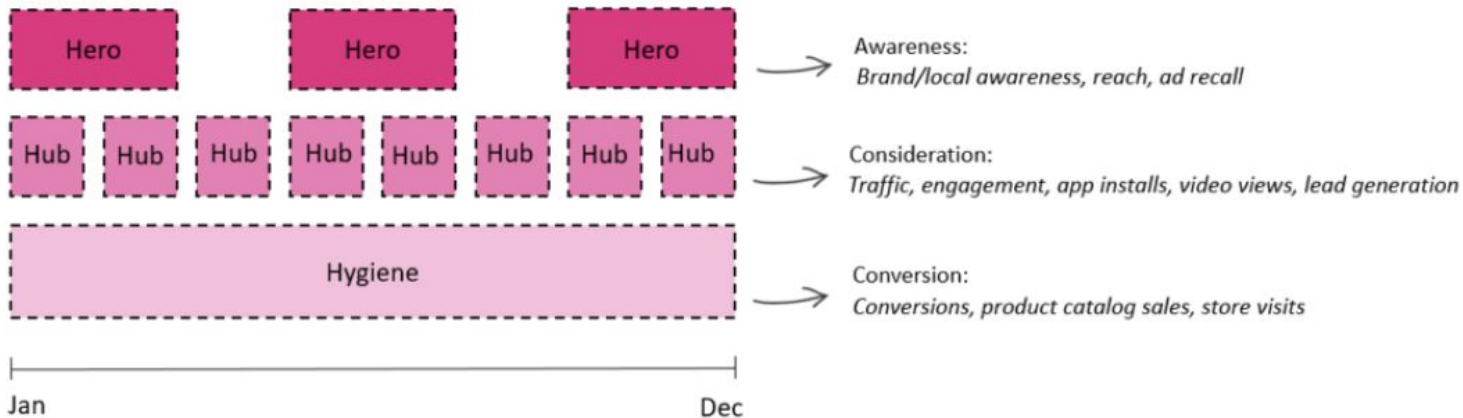 Hero
Hero
Hero
Awareness:
Brand/local awareness, reach, ad recall
Hub
Hub
Hub
Hub
Hub
Hub
Hub
Hub
Consideration:
Traffic, engagement, app installs, video views, lead generation
Hygiene
Conversion:
Conversions, product catalog sales, store visits
Jan
Dec